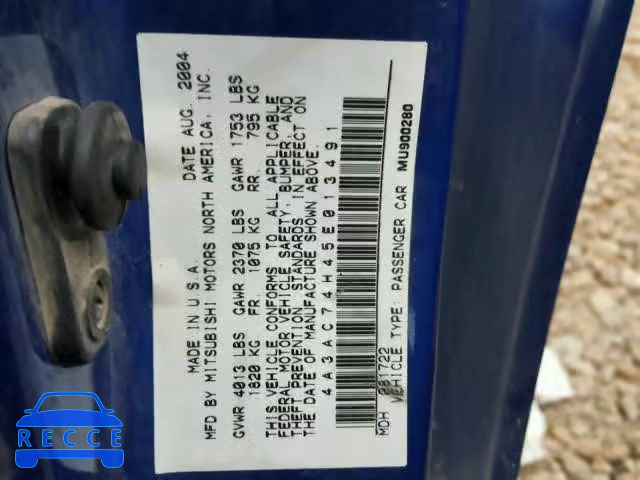 MADE IN U.S.A. DATE AUG. 2004
MFD BY MITSUBISHI MOTORS NORTH AMERICA, INC.
GVWR 4013 LBS GAWR 2370 LBS GAWR 1753 LBS
1820 KG FR. 1075 KG RR. 795 KG
THIS VEHICLE CONFORMS TO ALL APPLICABLE
FEDERAL MOTOR VEHICLE SAFETY, BUMPER, AND
THEFT PREVENTION STANDARDS IN EFFECT ON
THE DATE OF MANUFACTURE SHOWN ABOVE.
4A3AC74H45E013491
MDH 081722
VEHICLE TYPE: PASSENGER CAR MU900280
RECCE